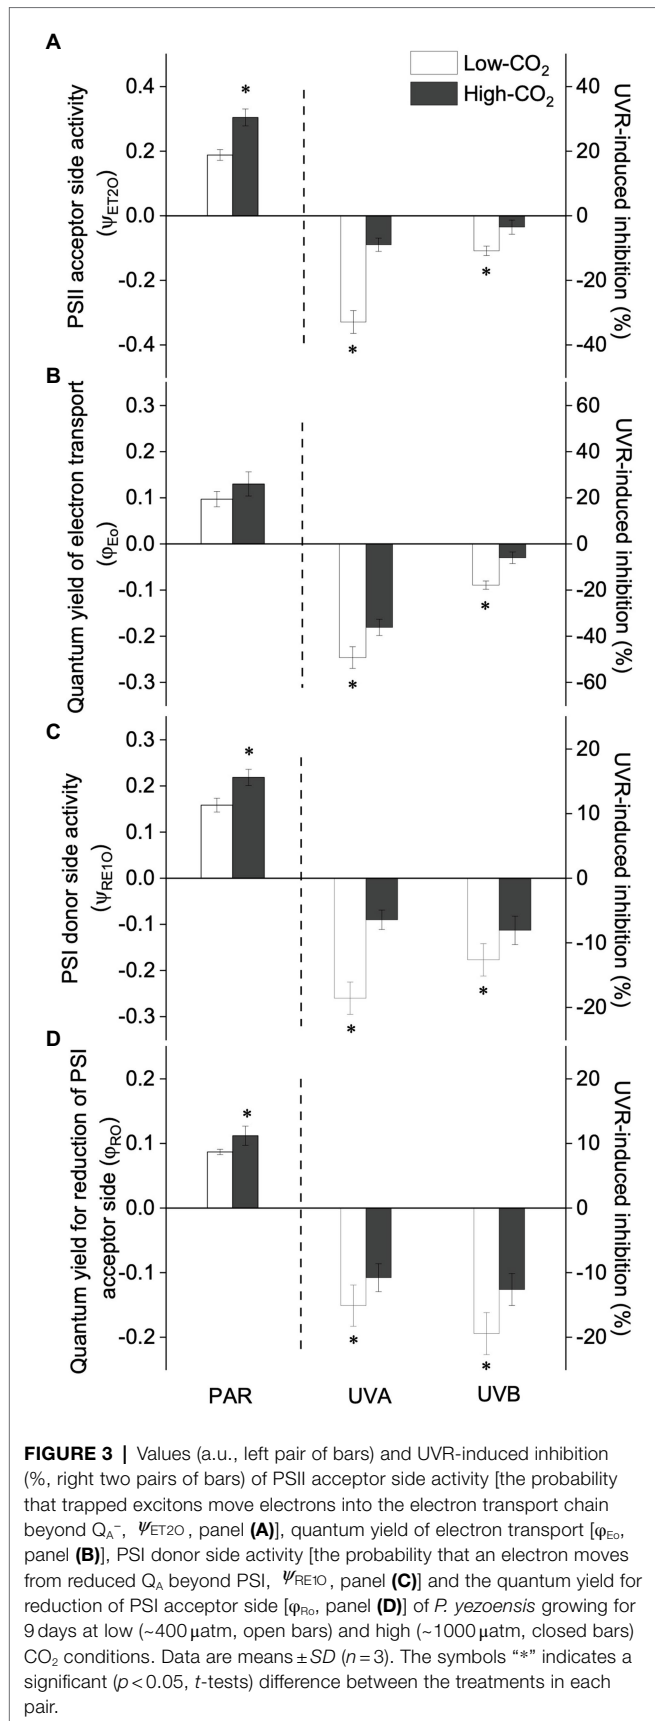 A
Low-CO₂
High-CO₂
PSII acceptor side activity
(ψET2O)
0.4
0.2
0.0
-0.2
-0.4
*
*
*
40
20
0
-20
-40
UVR-induced inhibition (%)
B
Quantum yield of electron transport
(φEo)
0.3
0.2
0.1
0.0
-0.1
-0.2
-0.3
*
*
60
40
20
0
-20
-40
-60
UVR-induced inhibition (%)
C
PSI donor side activity
(ψRE1O)
0.3
0.2
0.1
0.0
-0.1
-0.2
-0.3
*
*
*
20
10
0
-10
-20
UVR-induced inhibition (%)
D
Quantum yield for reduction of PSI
acceptor side (φRO)
0.2
0.1
0.0
-0.1
-0.2
*
*
*
20
10
0
-10
-20
UVR-induced inhibition (%)
PAR UVA UVB
FIGURE 3 | Values (a.u., left pair of bars) and UVR-induced inhibition
(%, right two pairs of bars) of PSII acceptor side activity [the probability
that trapped excitons move electrons into the electron transport chain
beyond QA⁻, ψET2O, panel (A)], quantum yield of electron transport [φEo,
panel (B)], PSI donor side activity [the probability that an electron moves
from reduced QA beyond PSI, ψRE1O, panel (C)] and the quantum yield for
reduction of PSI acceptor side [φRo, panel (D)] of P. yezoensis growing for
9 days at low (~400 μatm, open bars) and high (~1000 μatm, closed bars)
CO₂ conditions. Data are means ± SD (n = 3). The symbols “*” indicates a
significant (p < 0.05, t-tests) difference between the treatments in each
pair.